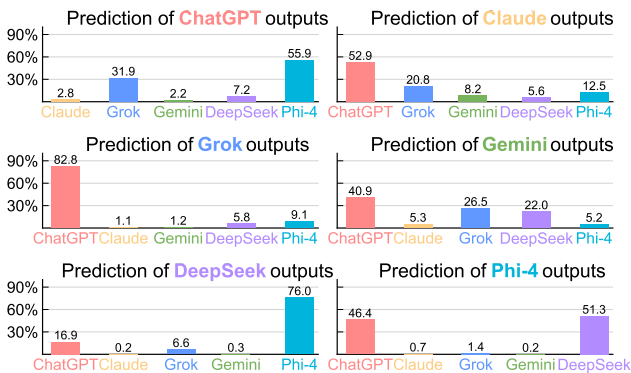 Prediction of ChatGPT outputs
90%
60%
30%
2.8
31.9
2.2
7.2
55.9
Claude
Grok
Gemini
DeepSeek
Phi-4
Prediction of Claude outputs
52.9
20.8
8.2
5.6
12.5
ChatGPT
Grok
Gemini
DeepSeek
Phi-4
Prediction of Grok outputs
90%
60%
30%
82.8
1.1
1.2
5.8
9.1
ChatGPT
Claude
Gemini
DeepSeek
Phi-4
Prediction of Gemini outputs
40.9
5.3
26.5
22.0
5.2
ChatGPT
Claude
Grok
DeepSeek
Phi-4
Prediction of DeepSeek outputs
90%
60%
30%
16.9
0.2
6.6
0.3
76.0
ChatGPT
Claude
Grok
Gemini
Phi-4
Prediction of Phi-4 outputs
46.4
0.7
1.4
0.2
51.3
ChatGPT
Claude
Grok
Gemini
DeepSeek